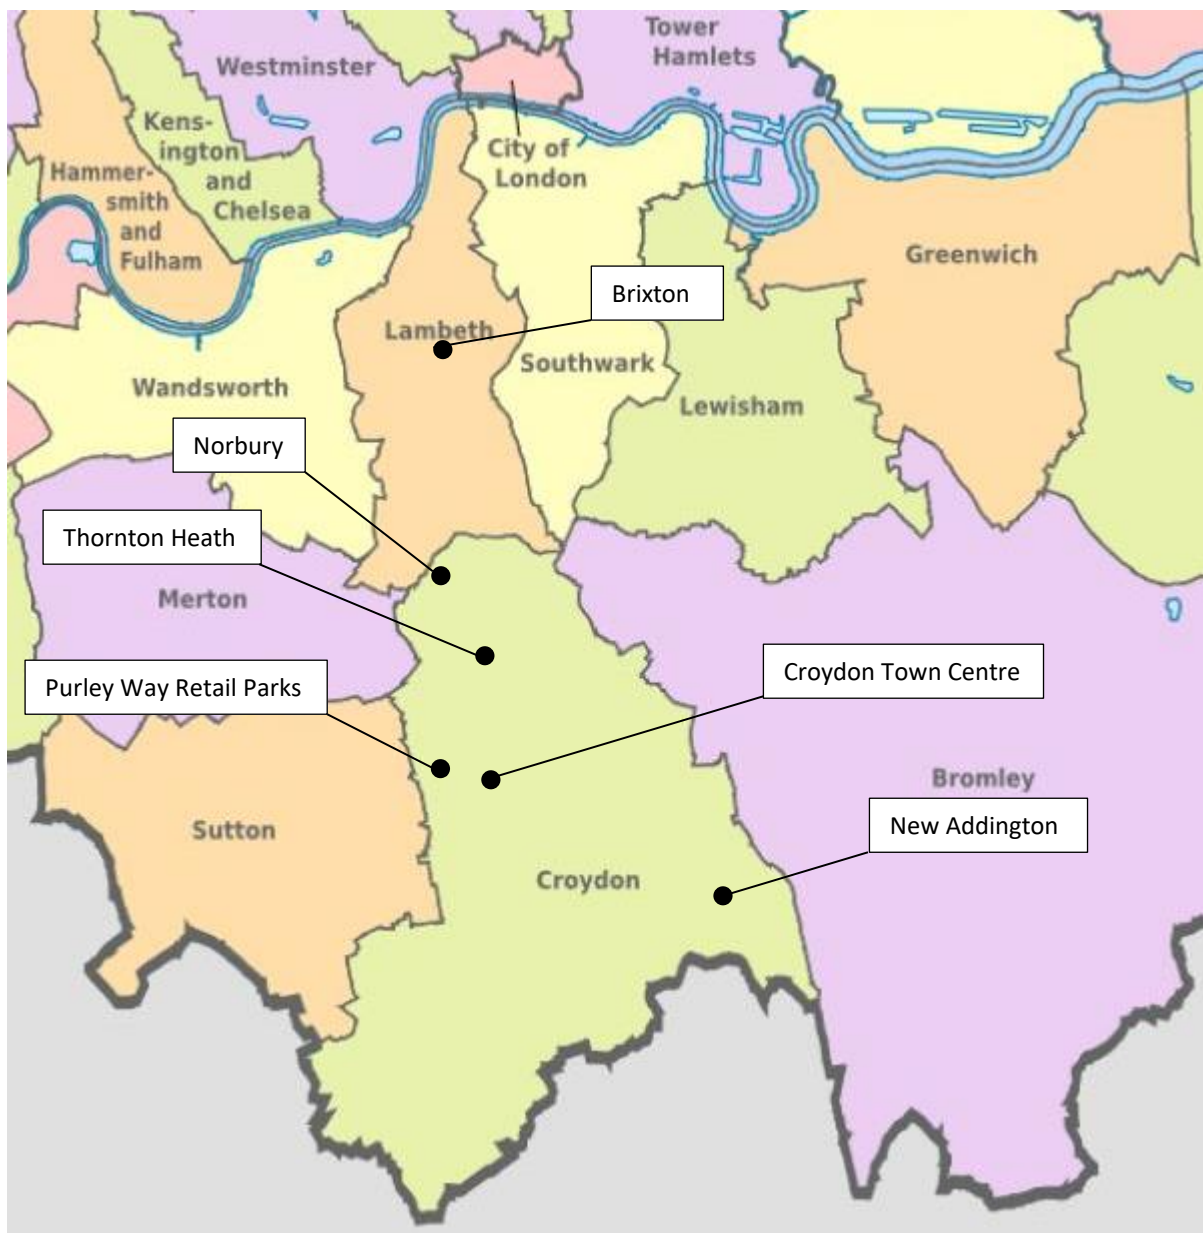 Westminster
Tower
Hamlets
Kens-
ington
and
Chelsea
City of
London
Hammer-
smith
and
Fulham
Greenwich
Brixton
Lambeth
Southwark
Wandsworth
Lewisham
Norbury
Thornton Heath
Merton
Purley Way Retail Parks
Croydon Town Centre
Bromley
Sutton
New Addington
Croydon